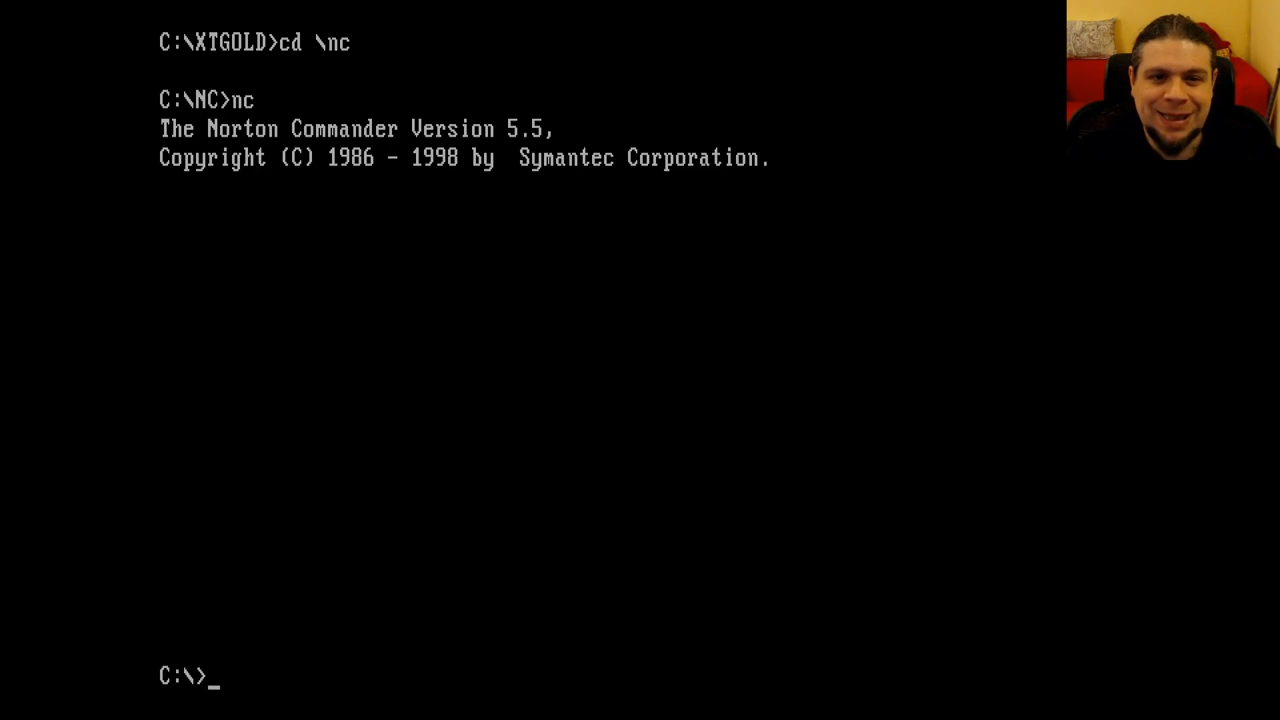 C:\XTGOLD>cd \nc
C:\NC>nc
The Norton Commander Version 5.5,
Copyright (C) 1986 - 1998 by  Symantec Corporation.
C:\>_